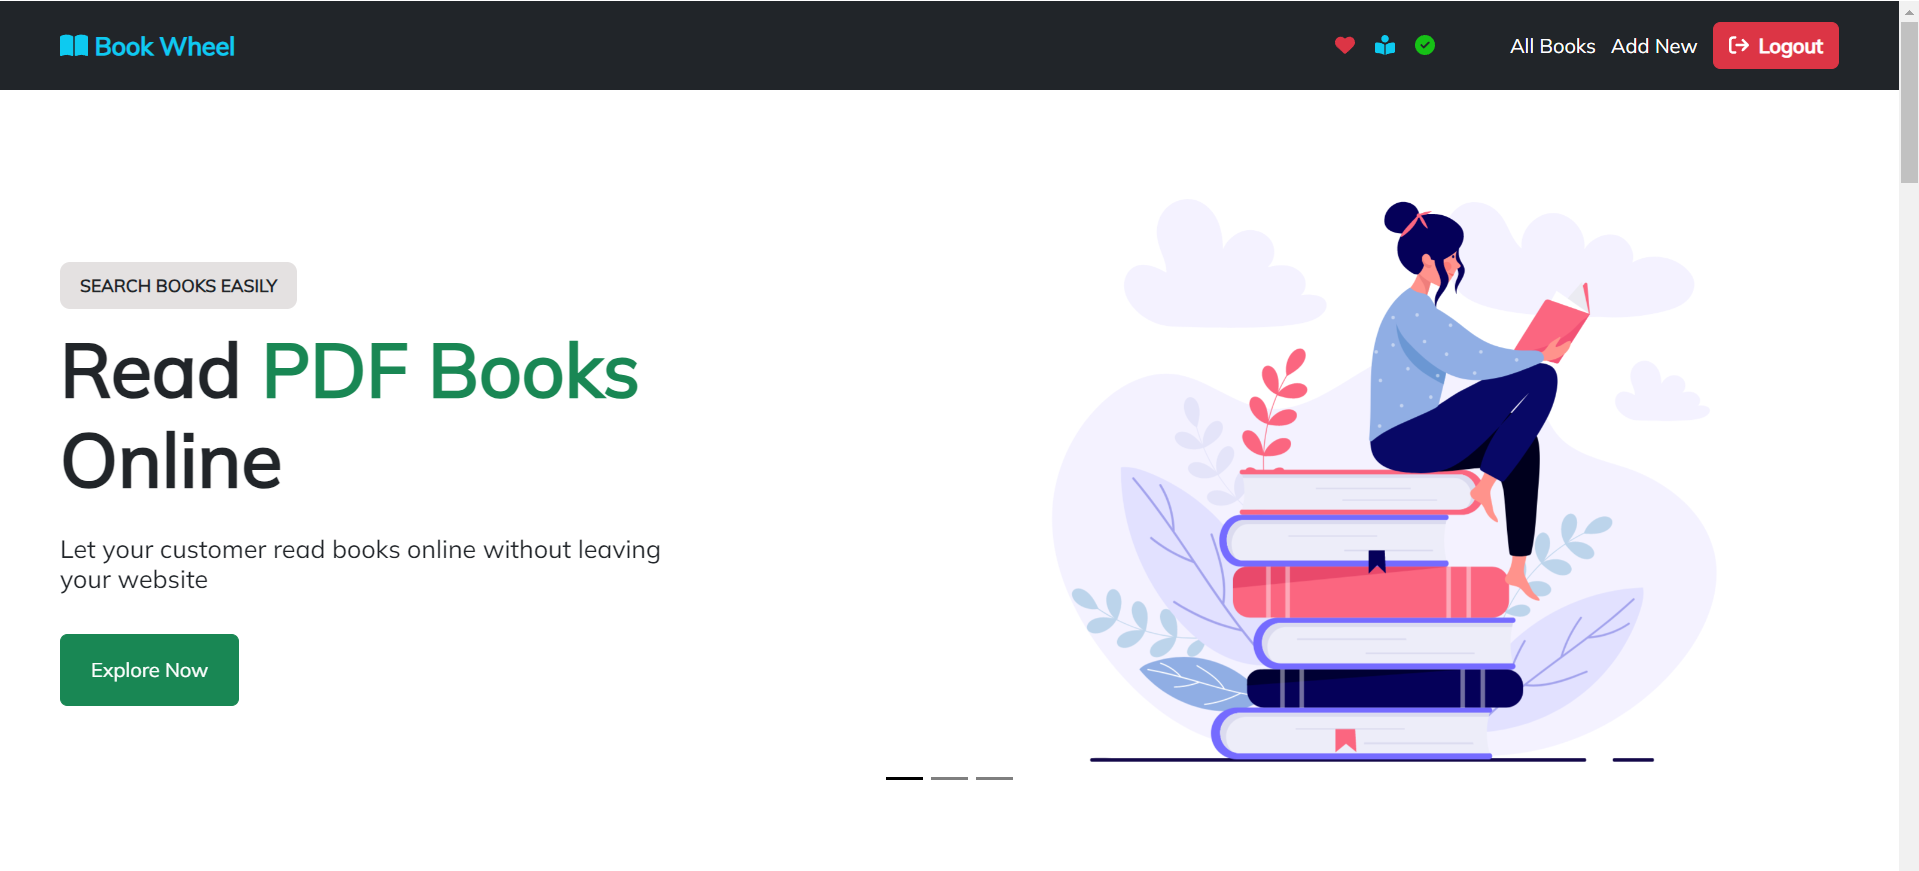 Book Wheel
All Books
Add New
Logout
SEARCH BOOKS EASILY
Read PDF Books
Online
Let your customer read books online without leaving
your website
Explore Now